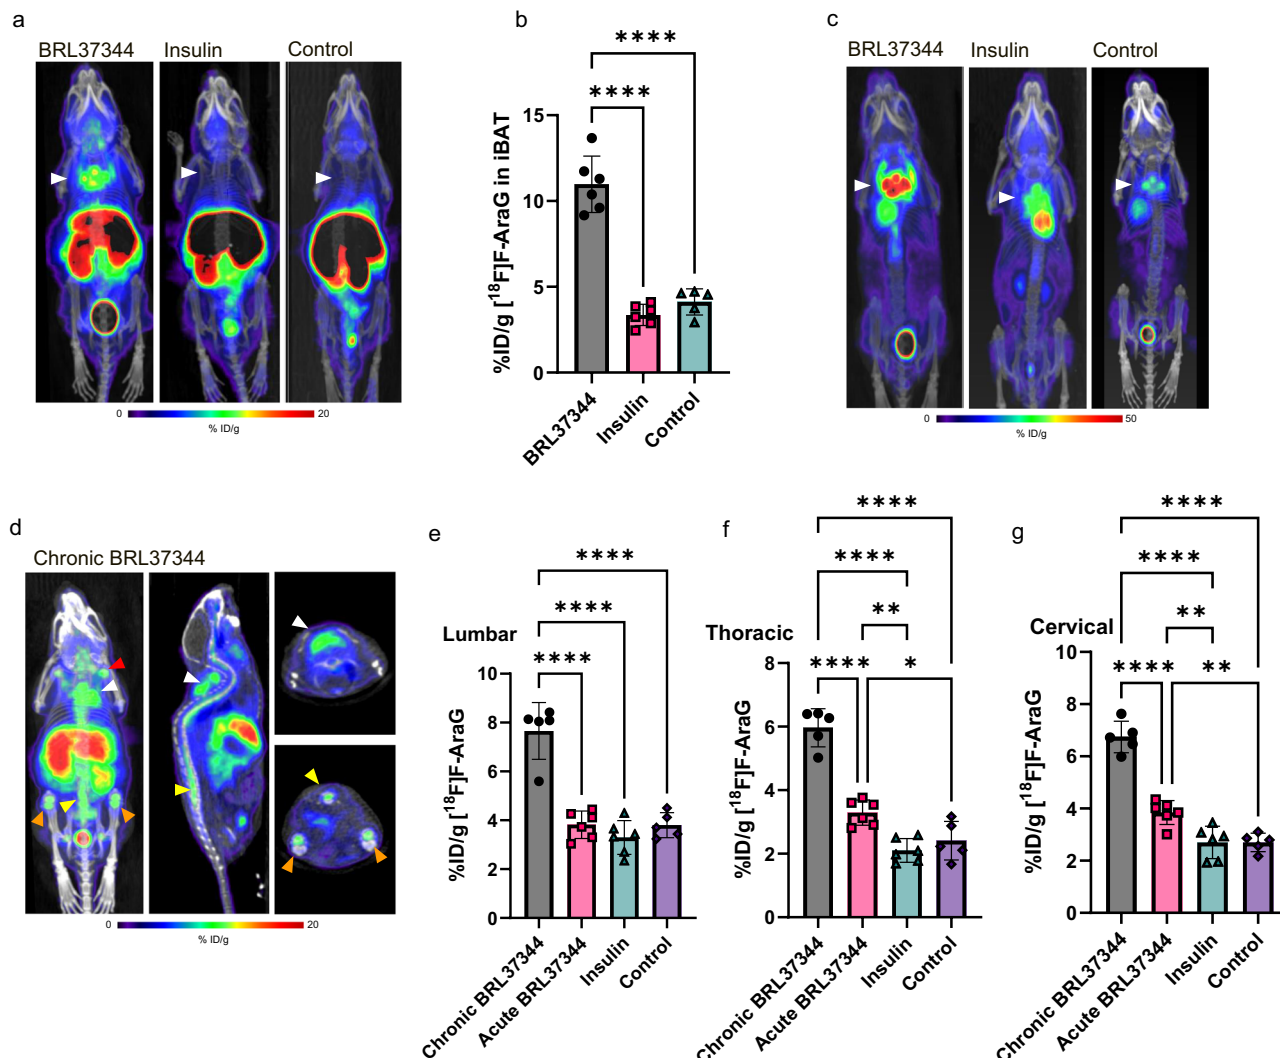 a
BRL37344 Insulin Control
0 20
% ID/g
b
****
****
%ID/g [¹⁸F]F-AraG in iBAT
15
10
5
0
BRL37344
Insulin
Control
c
BRL37344 Insulin Control
0 50
% ID/g
d
Chronic BRL37344
0 20
% ID/g
e
****
****
Lumbar
****
%ID/g [¹⁸F]F-AraG
10
8
6
4
2
0
Chronic BRL37344
Acute BRL37344
Insulin
Control
f
****
****
**
Thoracic
**** *
%ID/g [¹⁸F]F-AraG
8
6
4
2
0
Chronic BRL37344
Acute BRL37344
Insulin
Control
g
****
****
**
Cervical
**** **
%ID/g [¹⁸F]F-AraG
10
8
6
4
2
0
Chronic BRL37344
Acute BRL37344
Insulin
Control